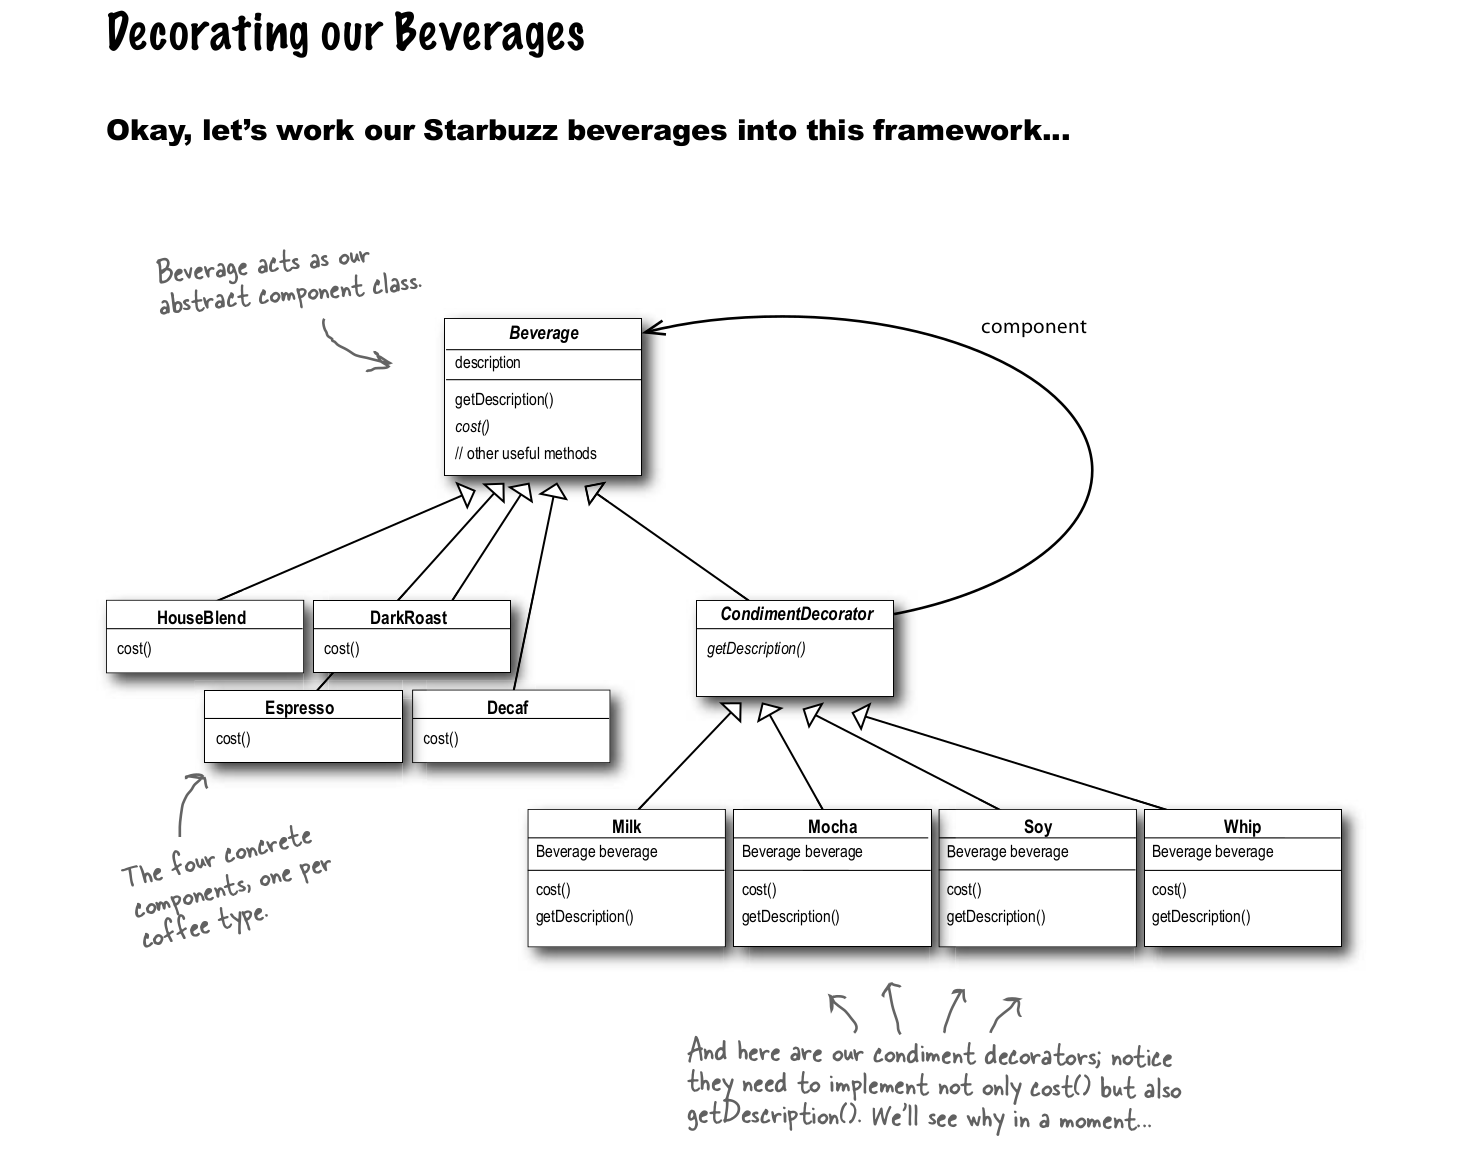 Decorating our Beverages
Okay, let's work our Starbuzz beverages into this framework...
Beverage acts as our
abstract component class.
component
Beverage
description
getDescription()
cost()
// other useful methods
HouseBlend
cost()
DarkRoast
cost()
CondimentDecorator
getDescription()
Espresso
cost()
Decaf
cost()
The four concrete
components, one per
coffee type.
Milk
Beverage beverage
cost()
getDescription()
Mocha
Beverage beverage
cost()
getDescription()
Soy
Beverage beverage
cost()
getDescription()
Whip
Beverage beverage
cost()
getDescription()
And here are our condiment decorators; notice
they need to implement not only cost() but also
getDescription(). We'll see why in a moment...